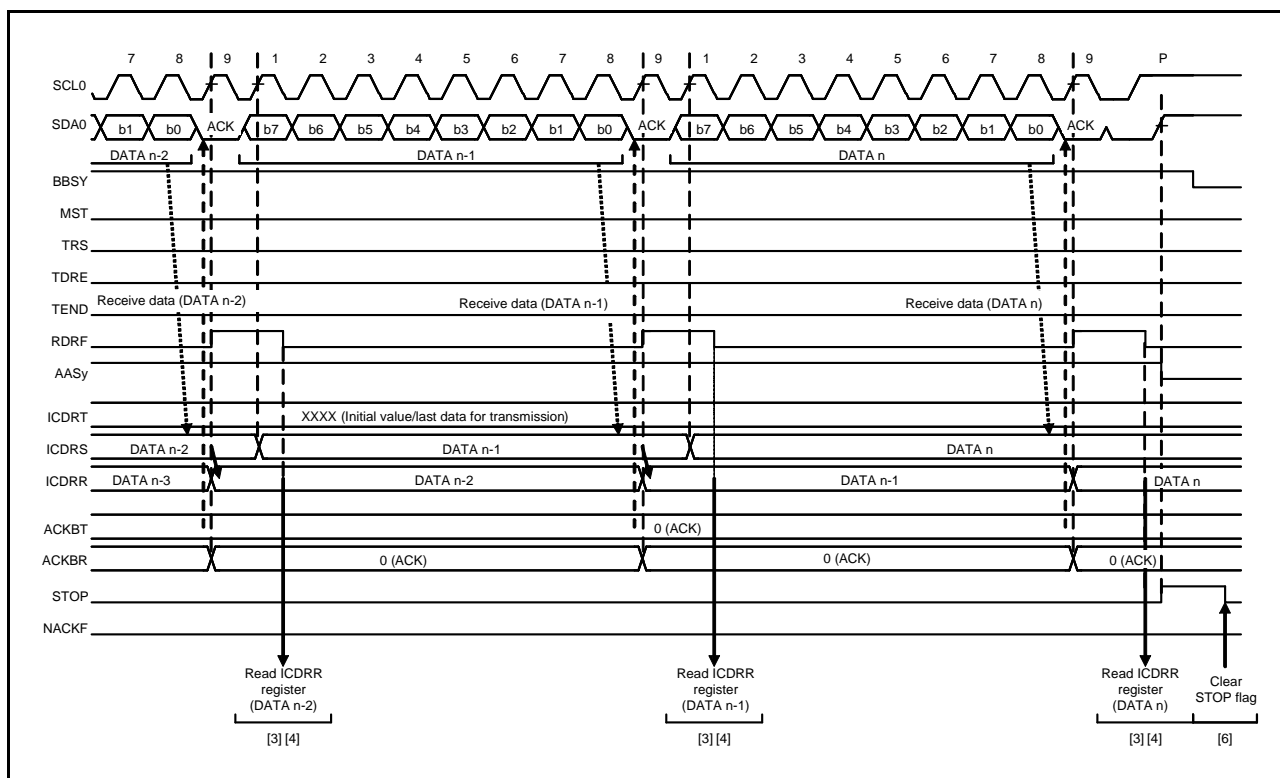 7 8 9 1 2 3 4 5 6 7 8 9 1 2 3 4 5 6 7 8 9 P
SCL0
SDA0 b1 b0 ACK b7 b6 b5 b4 b3 b2 b1 b0 ACK b7 b6 b5 b4 b3 b2 b1 b0 ACK
DATA n-2 DATA n-1 DATA n
BBSY
MST
TRS
TDRE
TEND
Receive data (DATA n-2) Receive data (DATA n-1) Receive data (DATA n)
RDRF
AASy
ICDRT XXXX (Initial value/last data for transmission)
ICDRS DATA n-2 DATA n-1 DATA n
ICDRR DATA n-3 DATA n-2 DATA n-1 DATA n
ACKBT 0 (ACK)
ACKBR 0 (ACK) 0 (ACK) 0 (ACK)
STOP
NACKF
Read ICDRR
register
(DATA n-2)
[3] [4]
Read ICDRR
register
(DATA n-1)
[3] [4]
Read ICDRR
register
(DATA n)
[3] [4]
Clear
STOP flag
[6]